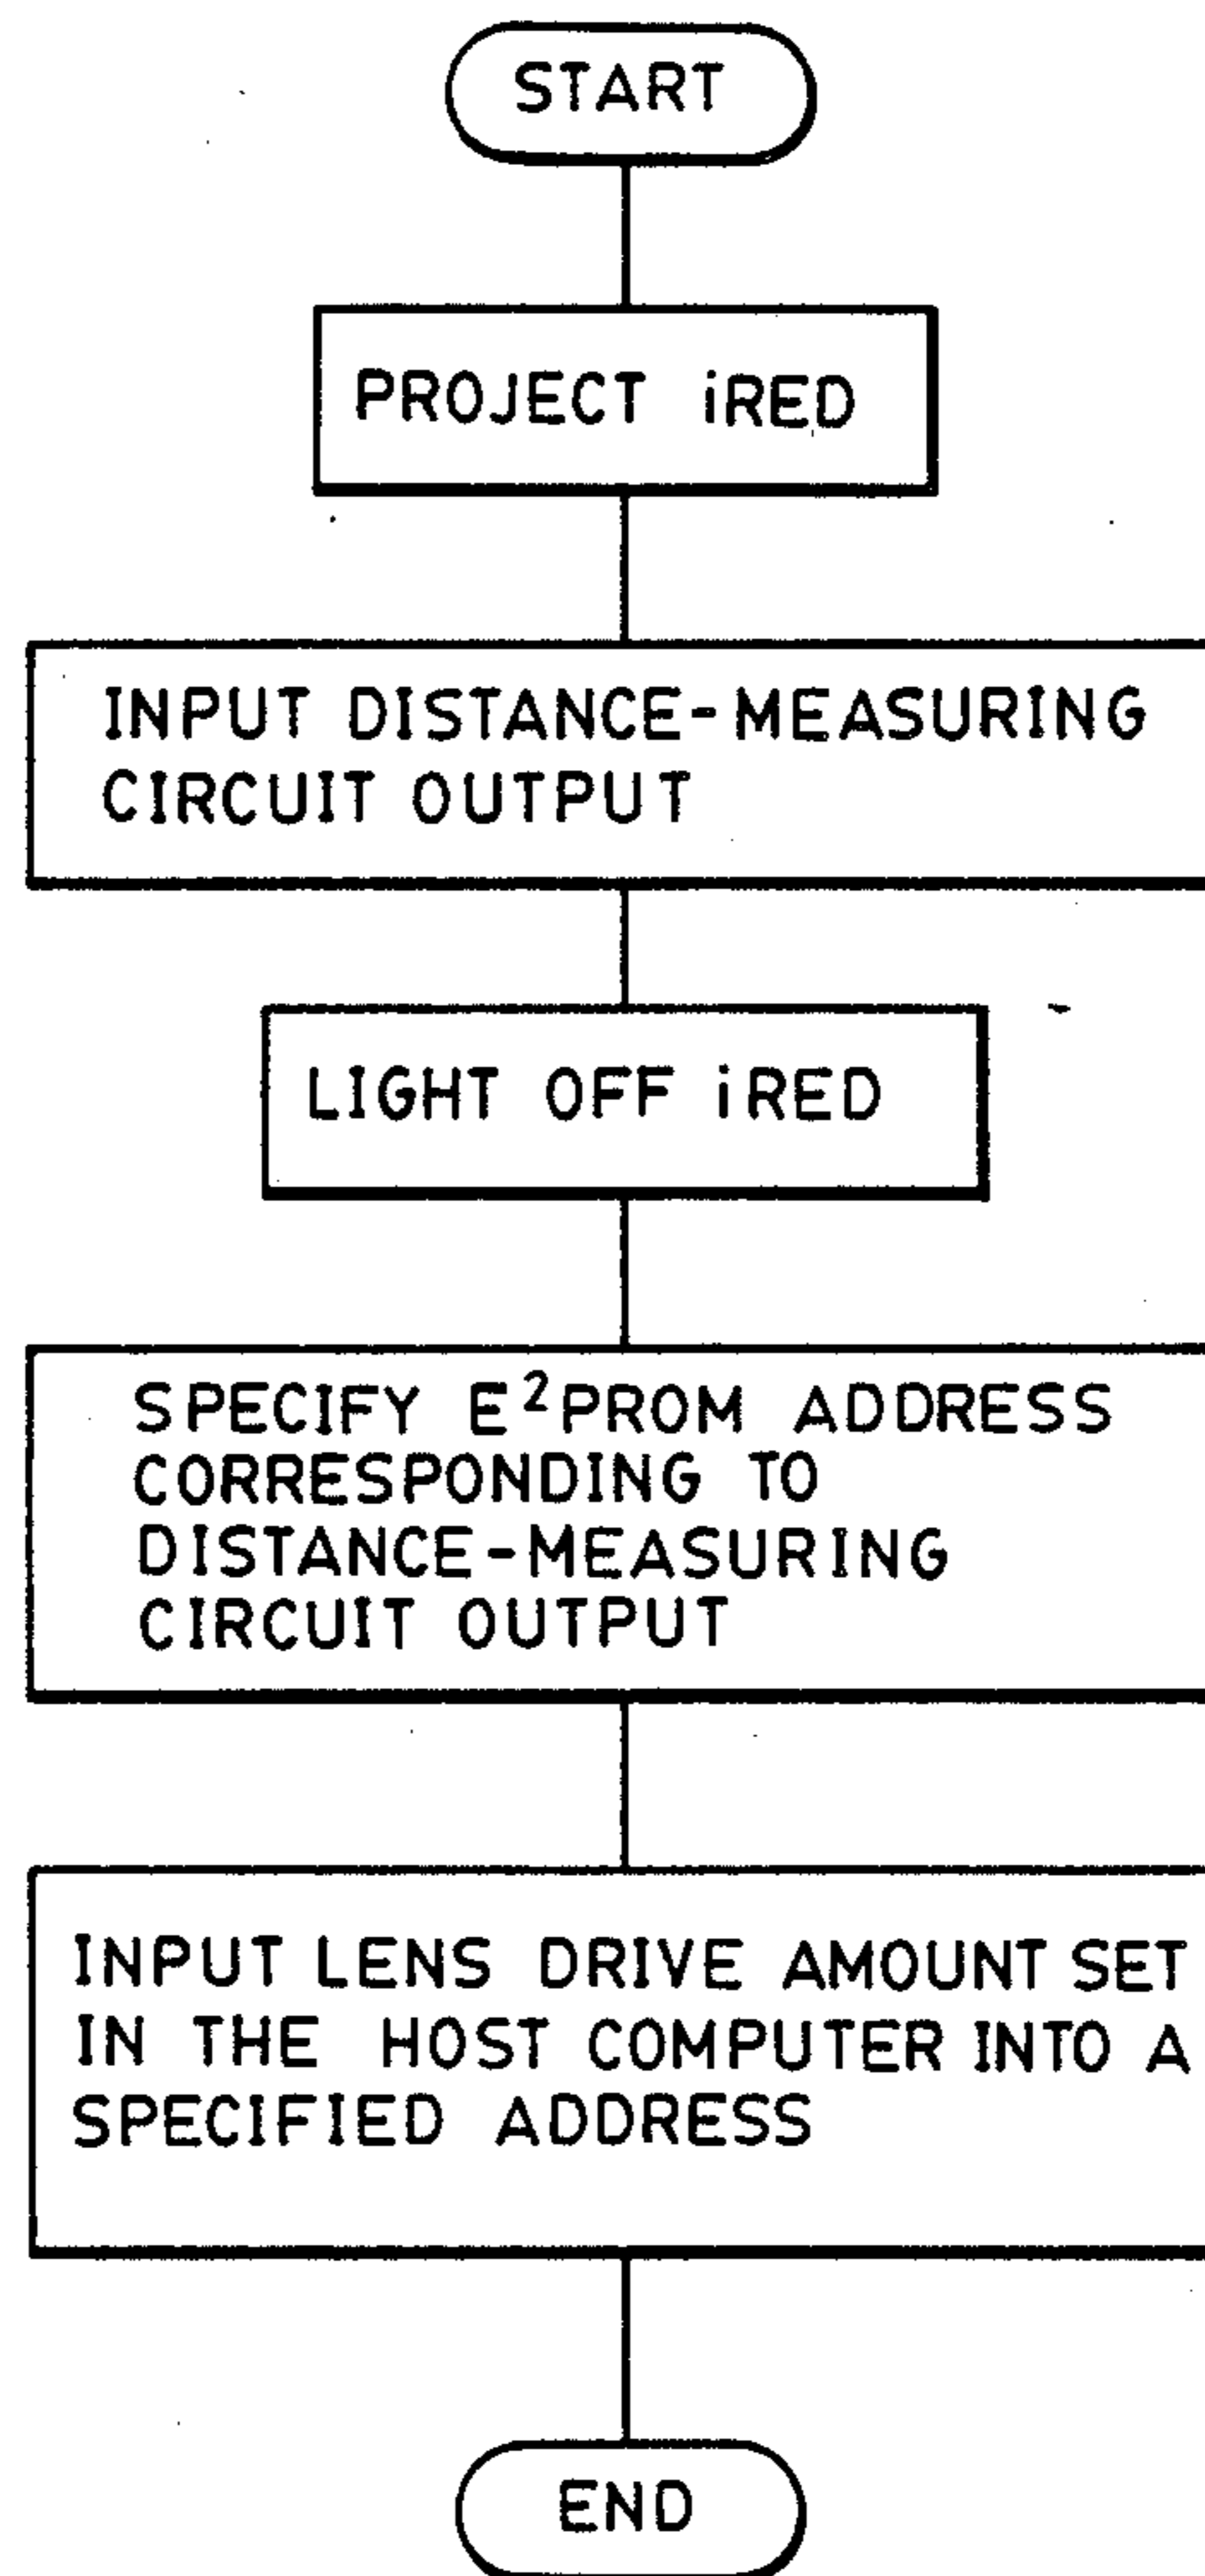 START
PROJECT iRED
INPUT DISTANCE-MEASURING
CIRCUIT OUTPUT
LIGHT OFF iRED
SPECIFY E²PROM ADDRESS
CORRESPONDING TO
DISTANCE-MEASURING
CIRCUIT OUTPUT
INPUT LENS DRIVE AMOUNT SET
IN THE HOST COMPUTER INTO A
SPECIFIED ADDRESS
END